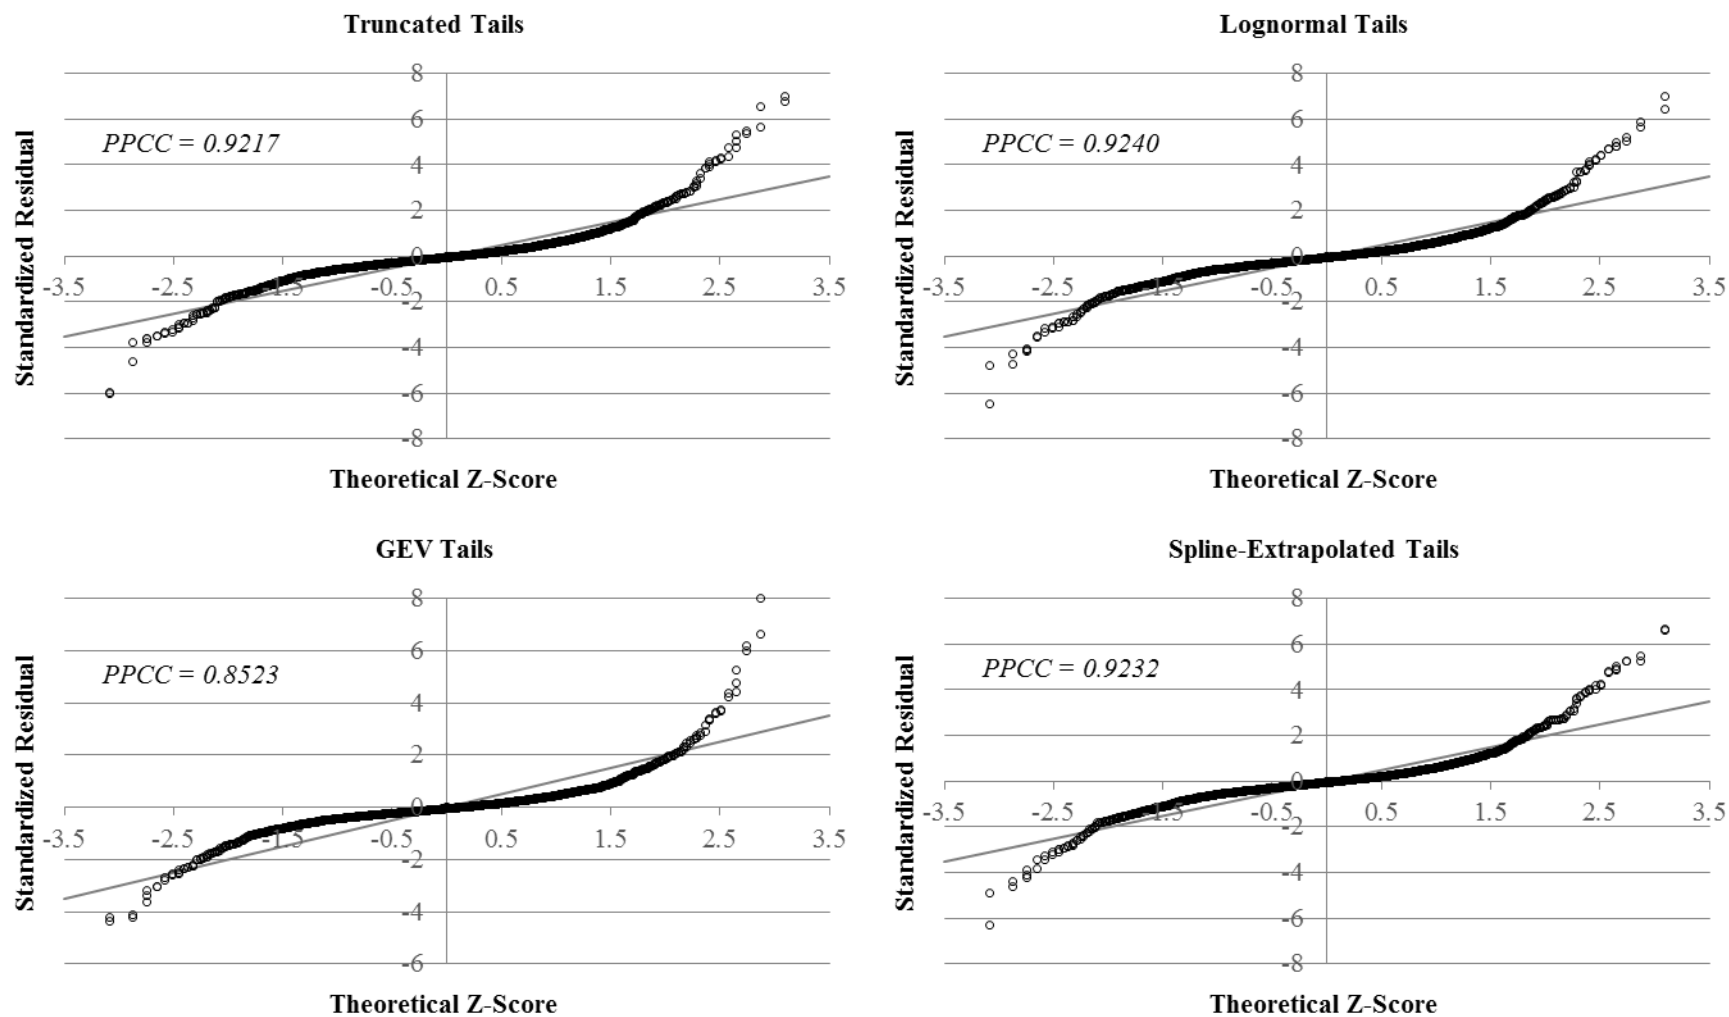 Truncated Tails
8
6
4
2
0
-2
-4
-6
-8
-3.5 -2.5 -1.5 -0.5 0.5 1.5 2.5 3.5
PPCC = 0.9217
Standardized Residual
Theoretical Z-Score
Lognormal Tails
8
6
4
2
0
-2
-4
-6
-8
-3.5 -2.5 -1.5 -0.5 0.5 1.5 2.5 3.5
PPCC = 0.9240
Standardized Residual
Theoretical Z-Score
GEV Tails
8
6
4
2
0
-2
-4
-6
-3.5 -2.5 -1.5 -0.5 0.5 1.5 2.5 3.5
PPCC = 0.8523
Standardized Residual
Theoretical Z-Score
Spline-Extrapolated Tails
8
6
4
2
0
-2
-4
-6
-8
-3.5 -2.5 -1.5 -0.5 0.5 1.5 2.5 3.5
PPCC = 0.9232
Standardized Residual
Theoretical Z-Score